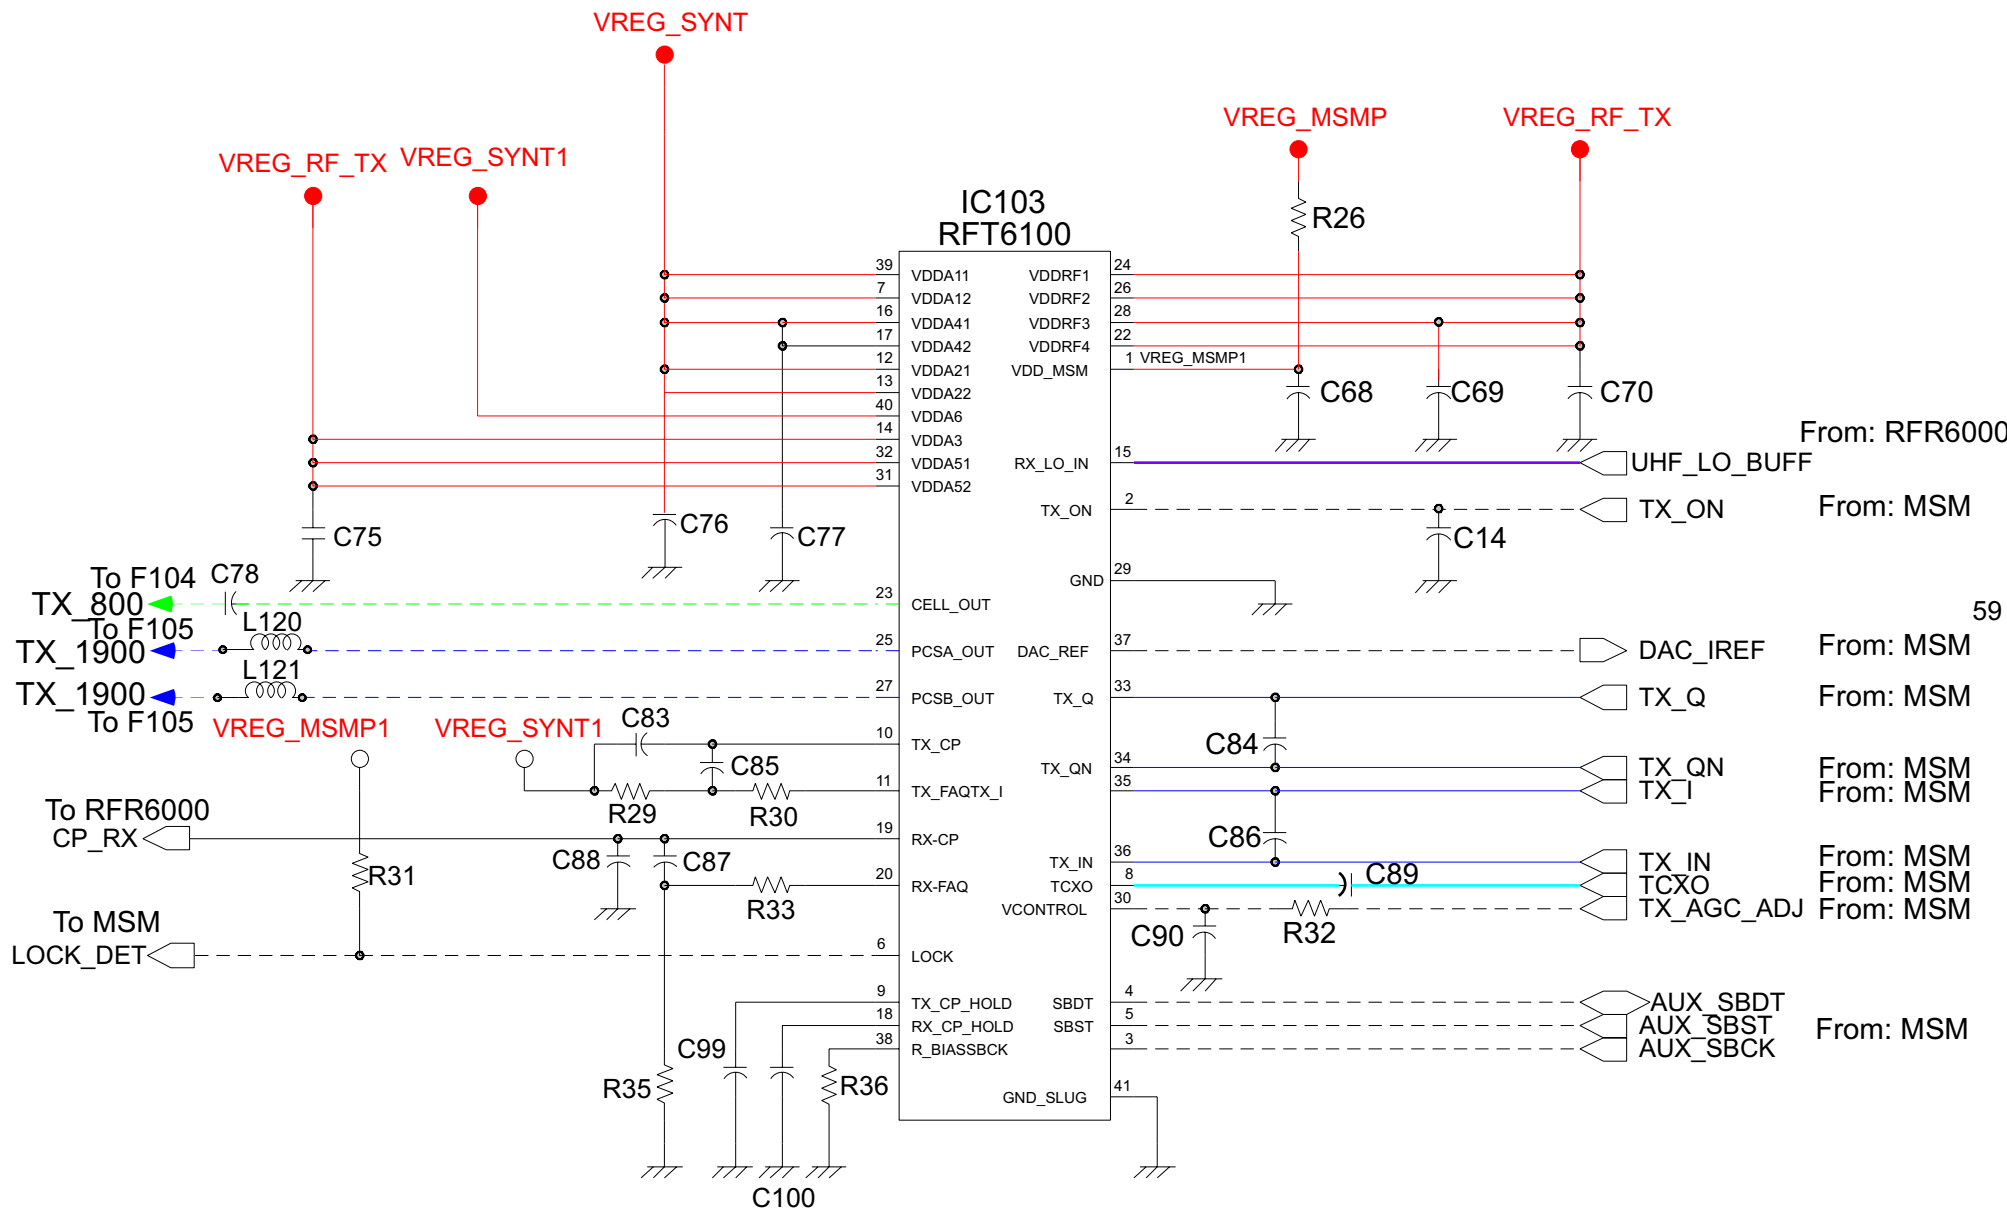 VREG_SYNT
VREG_MSMP
VREG_RF_TX
VREG_RF_TX
VREG_SYNT1
IC103
RFT6100
R26
39
VDDA11
VDDRF1
24
7
VDDA12
VDDRF2
26
16
VDDA41
VDDRF3
28
17
VDDA42
VDDRF4
22
12
VDDA21
VDD_MSM
1 VREG_MSMP1
13
VDDA22
C68
C69
C70
40
VDDA6
14
VDDA3
From: RFR6000
32
VDDA51
RX_LO_IN
15
UHF_LO_BUFF
31
VDDA52
TX_ON
2
TX_ON
From: MSM
C75
C76
C77
C14
To F104
C78
GND
29
TX_800
23
CELL_OUT
59
To F105
L120
TX_1900
25
PCSA_OUT
DAC_REF
37
DAC_IREF
From: MSM
L121
TX_1900
27
PCSB_OUT
TX_Q
33
TX_Q
From: MSM
To F105
VREG_MSMP1
VREG_SYNT1
C83
10
TX_CP
C84
C85
TX_QN
34
TX_QN
From: MSM
11
TX_FAQTX_I
35
TX_I
From: MSM
R29
R30
To RFR6000
CP_RX
19
RX-CP
C86
C88
C87
TX_IN
36
TX_IN
From: MSM
R31
20
RX-FAQ
TCXO
8
C89
TCXO
From: MSM
R33
VCONTROL
30
TX_AGC_ADJ
From: MSM
C90
R32
To MSM
LOCK_DET
6
LOCK
9
TX_CP_HOLD
SBDT
4
AUX_SBDT
18
RX_CP_HOLD
SBST
5
AUX_SBST
From: MSM
38
R_BIASSBCK
3
AUX_SBCK
C99
R35
R36
GND_SLUG
41
C100